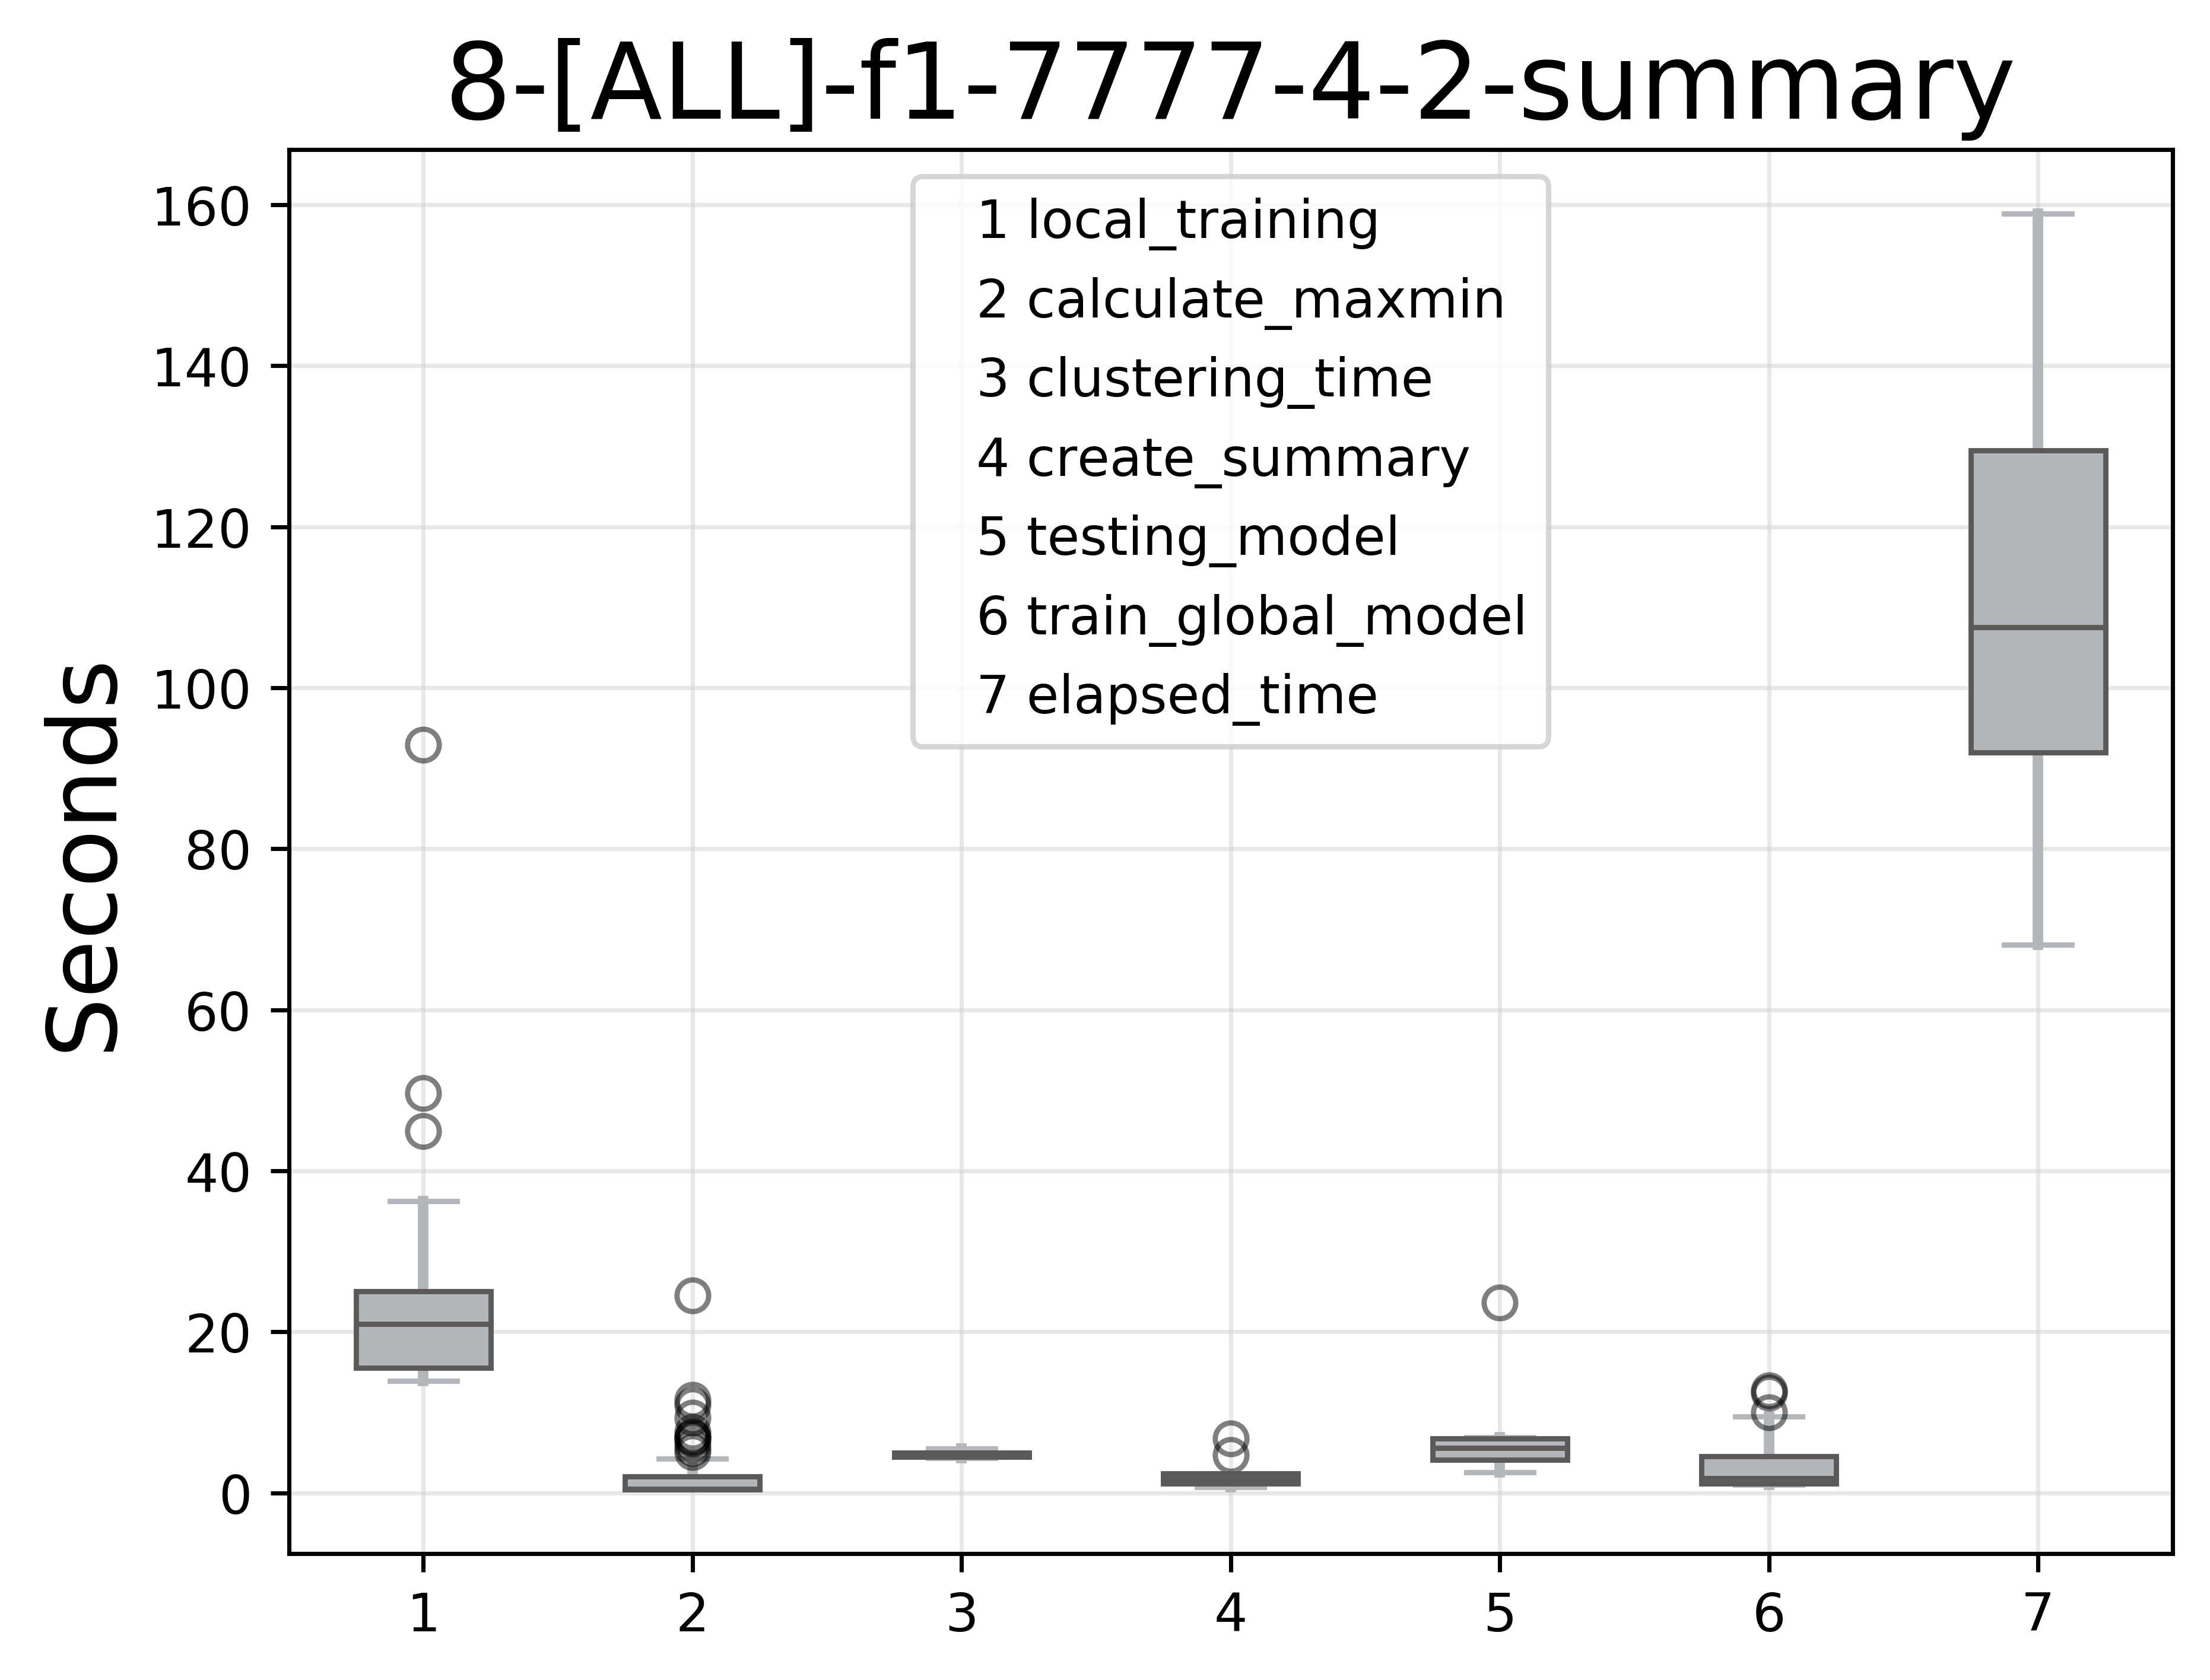 8-[ALL]-f1-7777-4-2-summary
Seconds
160
140
120
100
80
60
40
20
0
1 local_training
2 calculate_maxmin
3 clustering_time
4 create_summary
5 testing_model
6 train_global_model
7 elapsed_time
1 2 3 4 5 6 7